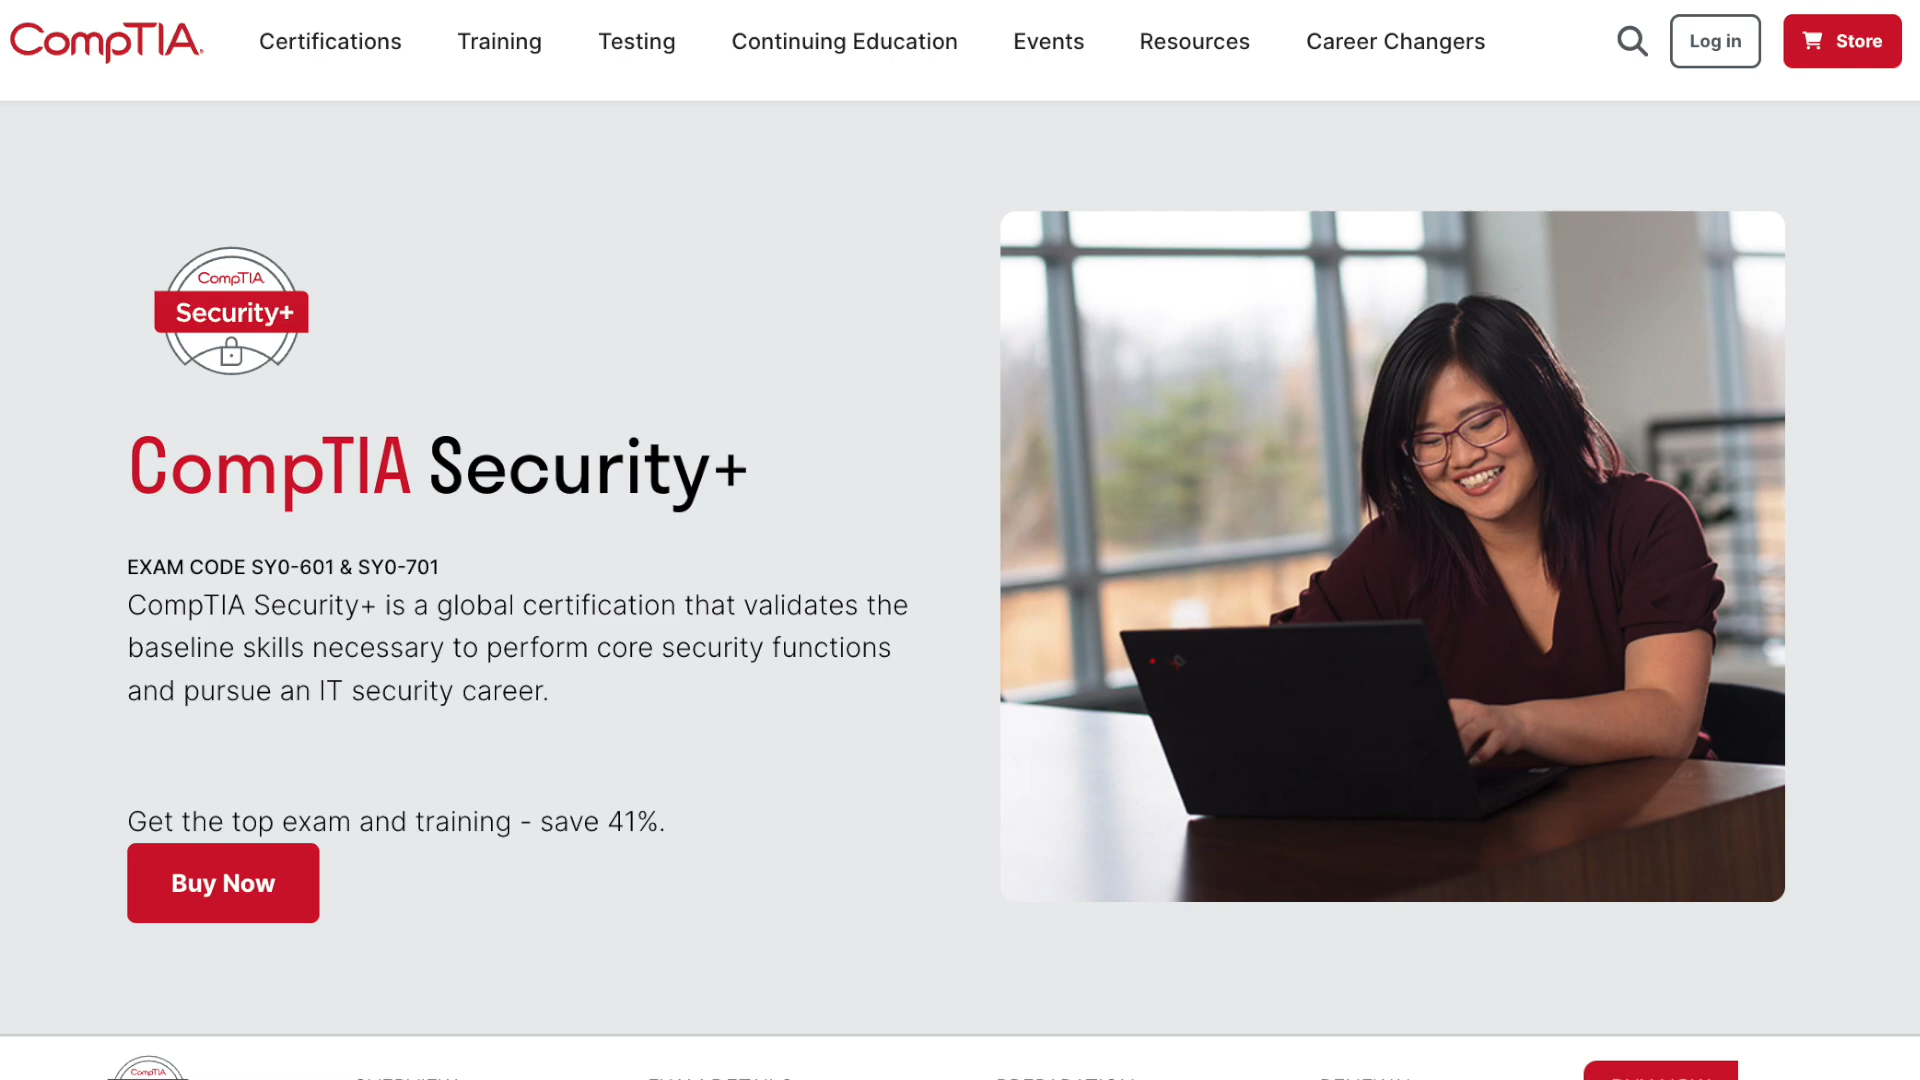 CompTIA.
Certifications
Training
Testing
Continuing Education
Events
Resources
Career Changers
Log in
Store
CompTIA
Security+
CompTIA Security+
EXAM CODE SY0-601 & SY0-701
CompTIA Security+ is a global certification that validates the
baseline skills necessary to perform core security functions
and pursue an IT security career.
Get the top exam and training - save 41%.
Buy Now
CompTIA